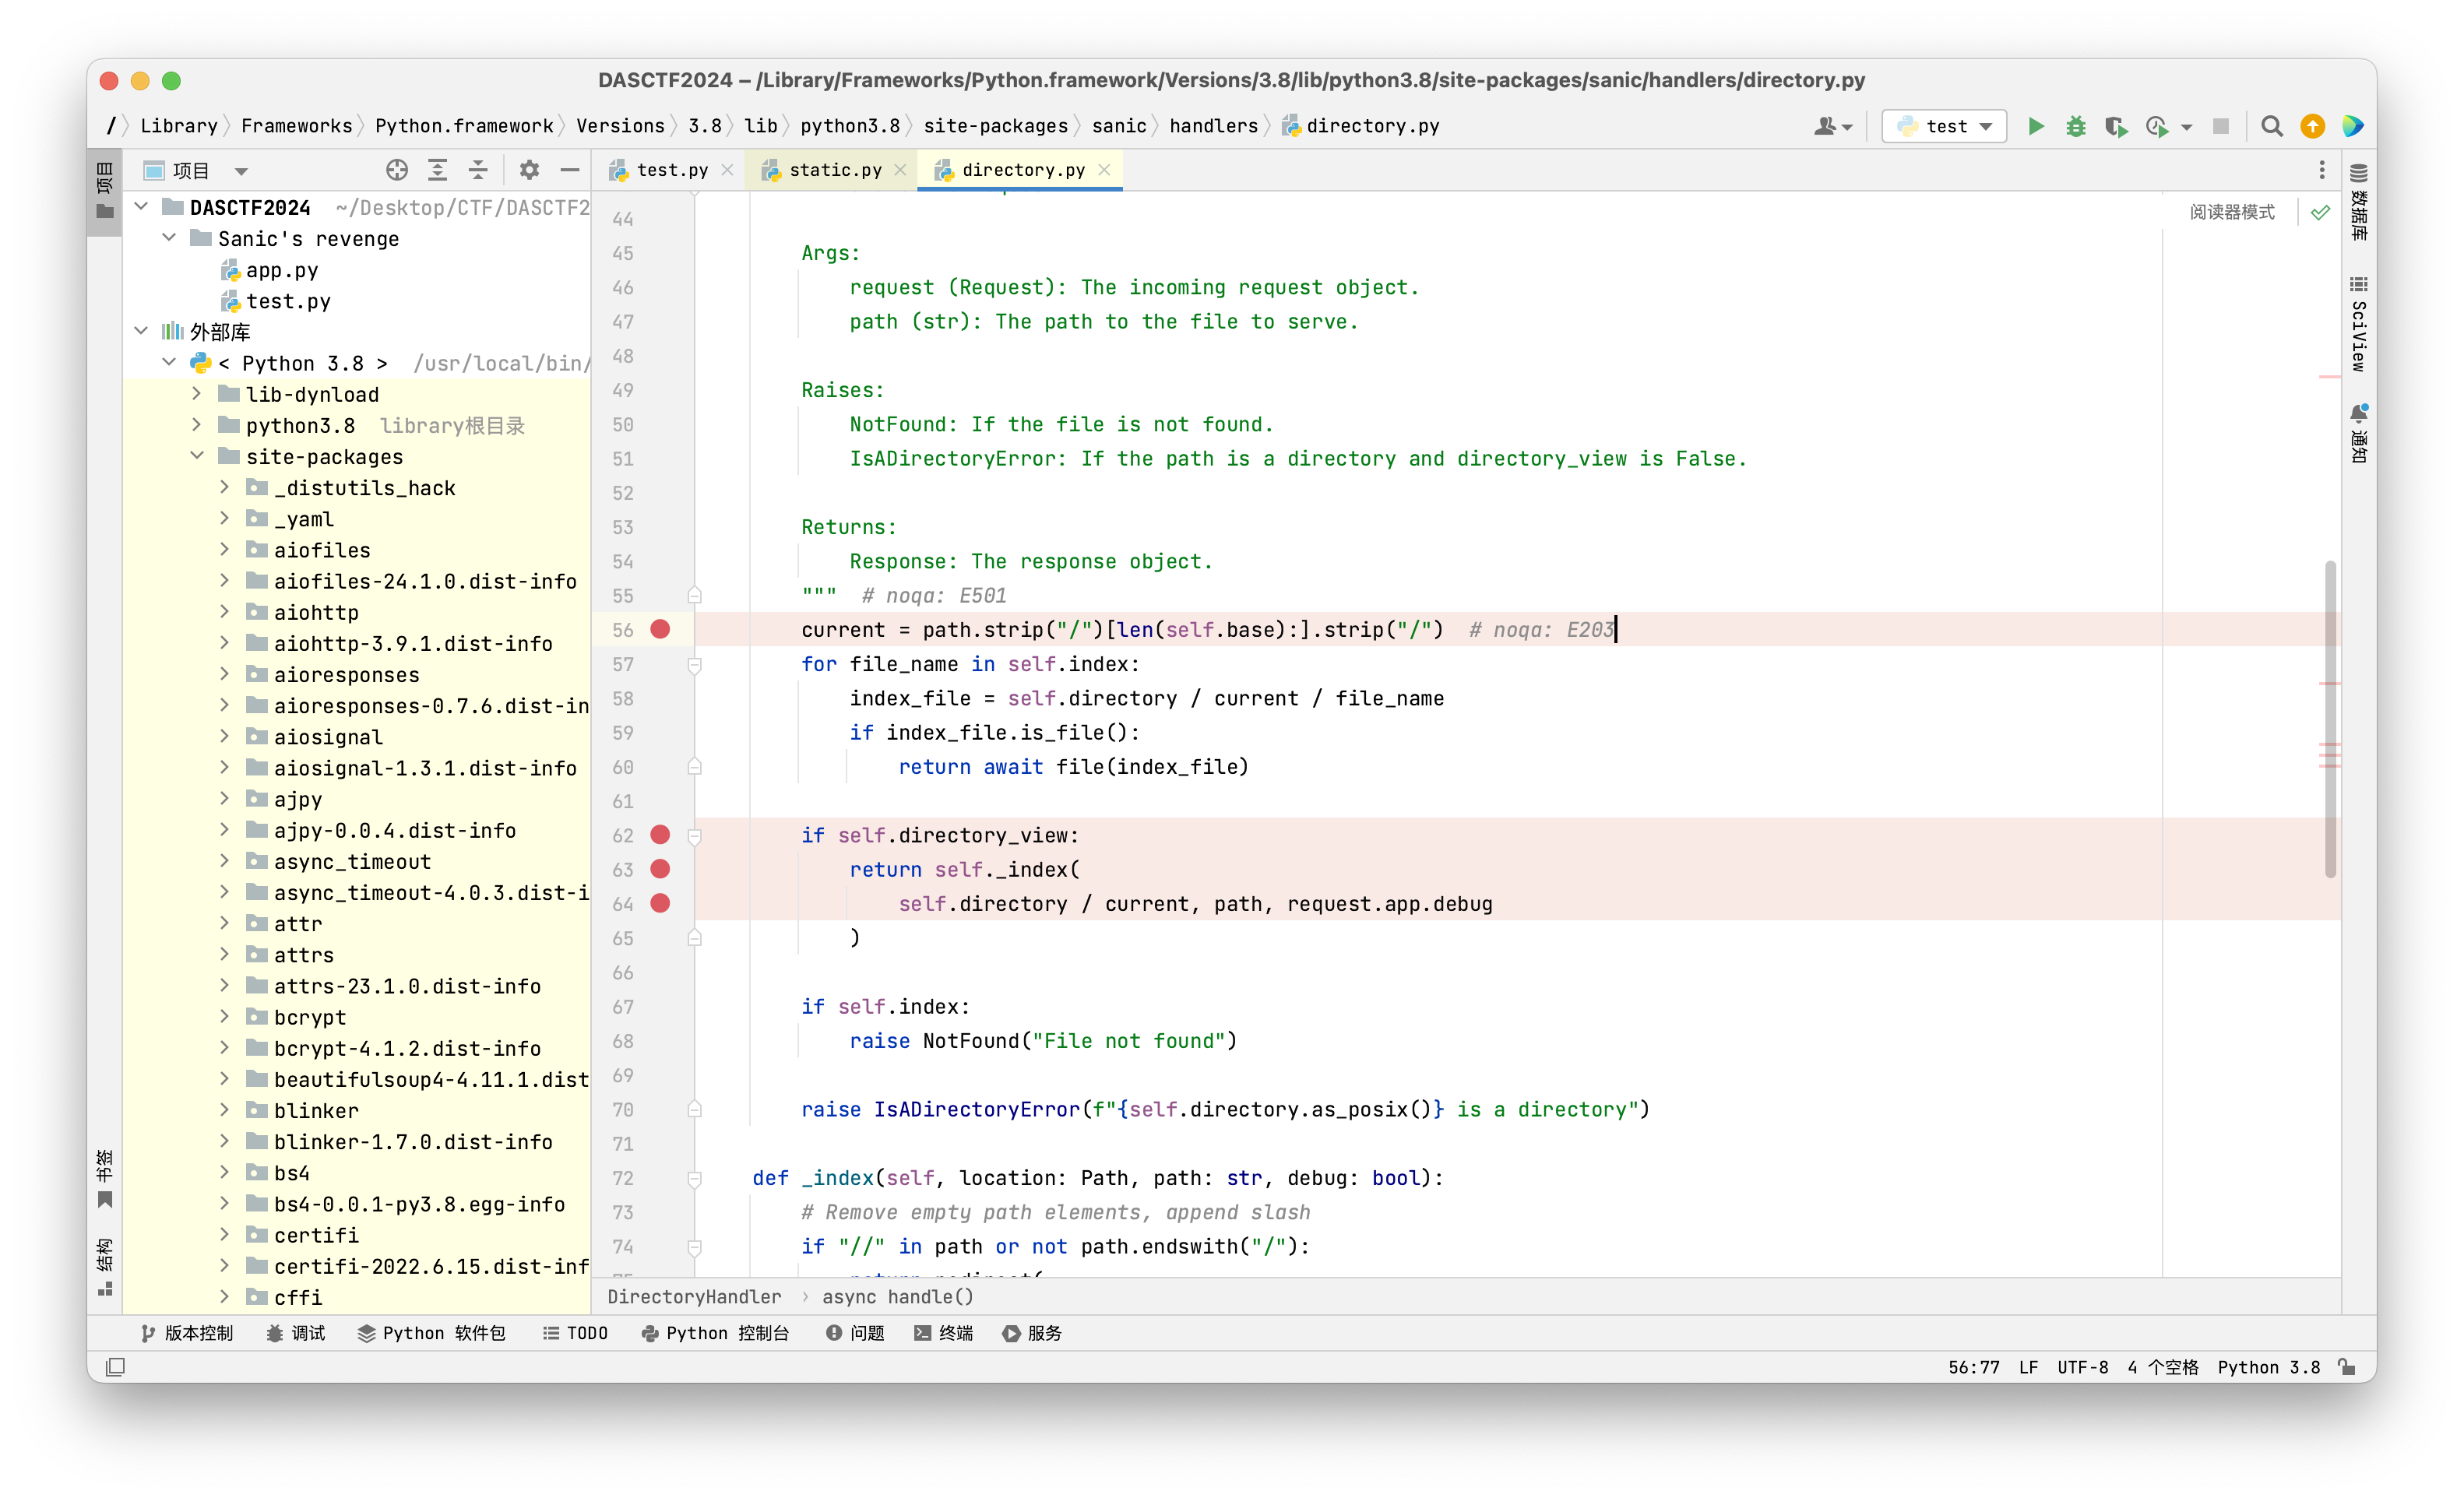 DASCTF2024 – /Library/Frameworks/Python.framework/Versions/3.8/lib/python3.8/site-packages/sanic/handlers/directory.py
/ Library Frameworks Python.framework Versions 3.8 lib python3.8 site-packages sanic handlers directory.py
test
项目
test.py
static.py
directory.py
项目
DASCTF2024 ~/Desktop/CTF/DASCTF2
Sanic's revenge
app.py
test.py
外部库
< Python 3.8 > /usr/local/bin/
lib-dynload
python3.8 library根目录
site-packages
_distutils_hack
_yaml
aiofiles
aiofiles-24.1.0.dist-info
aiohttp
aiohttp-3.9.1.dist-info
aioresponses
aioresponses-0.7.6.dist-in
aiosignal
aiosignal-1.3.1.dist-info
ajpy
ajpy-0.0.4.dist-info
async_timeout
async_timeout-4.0.3.dist-i
attr
attrs
attrs-23.1.0.dist-info
bcrypt
bcrypt-4.1.2.dist-info
beautifulsoup4-4.11.1.dist
blinker
blinker-1.7.0.dist-info
bs4
bs4-0.0.1-py3.8.egg-info
certifi
certifi-2022.6.15.dist-inf
cffi
书签
结构
阅读器模式
44
45 Args:
46 request (Request): The incoming request object.
47 path (str): The path to the file to serve.
48
49 Raises:
50 NotFound: If the file is not found.
51 IsADirectoryError: If the path is a directory and directory_view is False.
52
53 Returns:
54 Response: The response object.
55 """  # noqa: E501
56 current = path.strip("/")[len(self.base):].strip("/")  # noqa: E203
57 for file_name in self.index:
58 index_file = self.directory / current / file_name
59 if index_file.is_file():
60 return await file(index_file)
61
62 if self.directory_view:
63 return self._index(
64 self.directory / current, path, request.app.debug
65 )
66
67 if self.index:
68 raise NotFound("File not found")
69
70 raise IsADirectoryError(f"{self.directory.as_posix()} is a directory")
71
72 def _index(self, location: Path, path: str, debug: bool):
73 # Remove empty path elements, append slash
74 if "//" in path or not path.endswith("/"):
DirectoryHandler › async handle()
数据库
SciView
通知
版本控制
调试
Python 软件包
TODO
Python 控制台
问题
终端
服务
56:77 LF UTF-8 4 个空格 Python 3.8